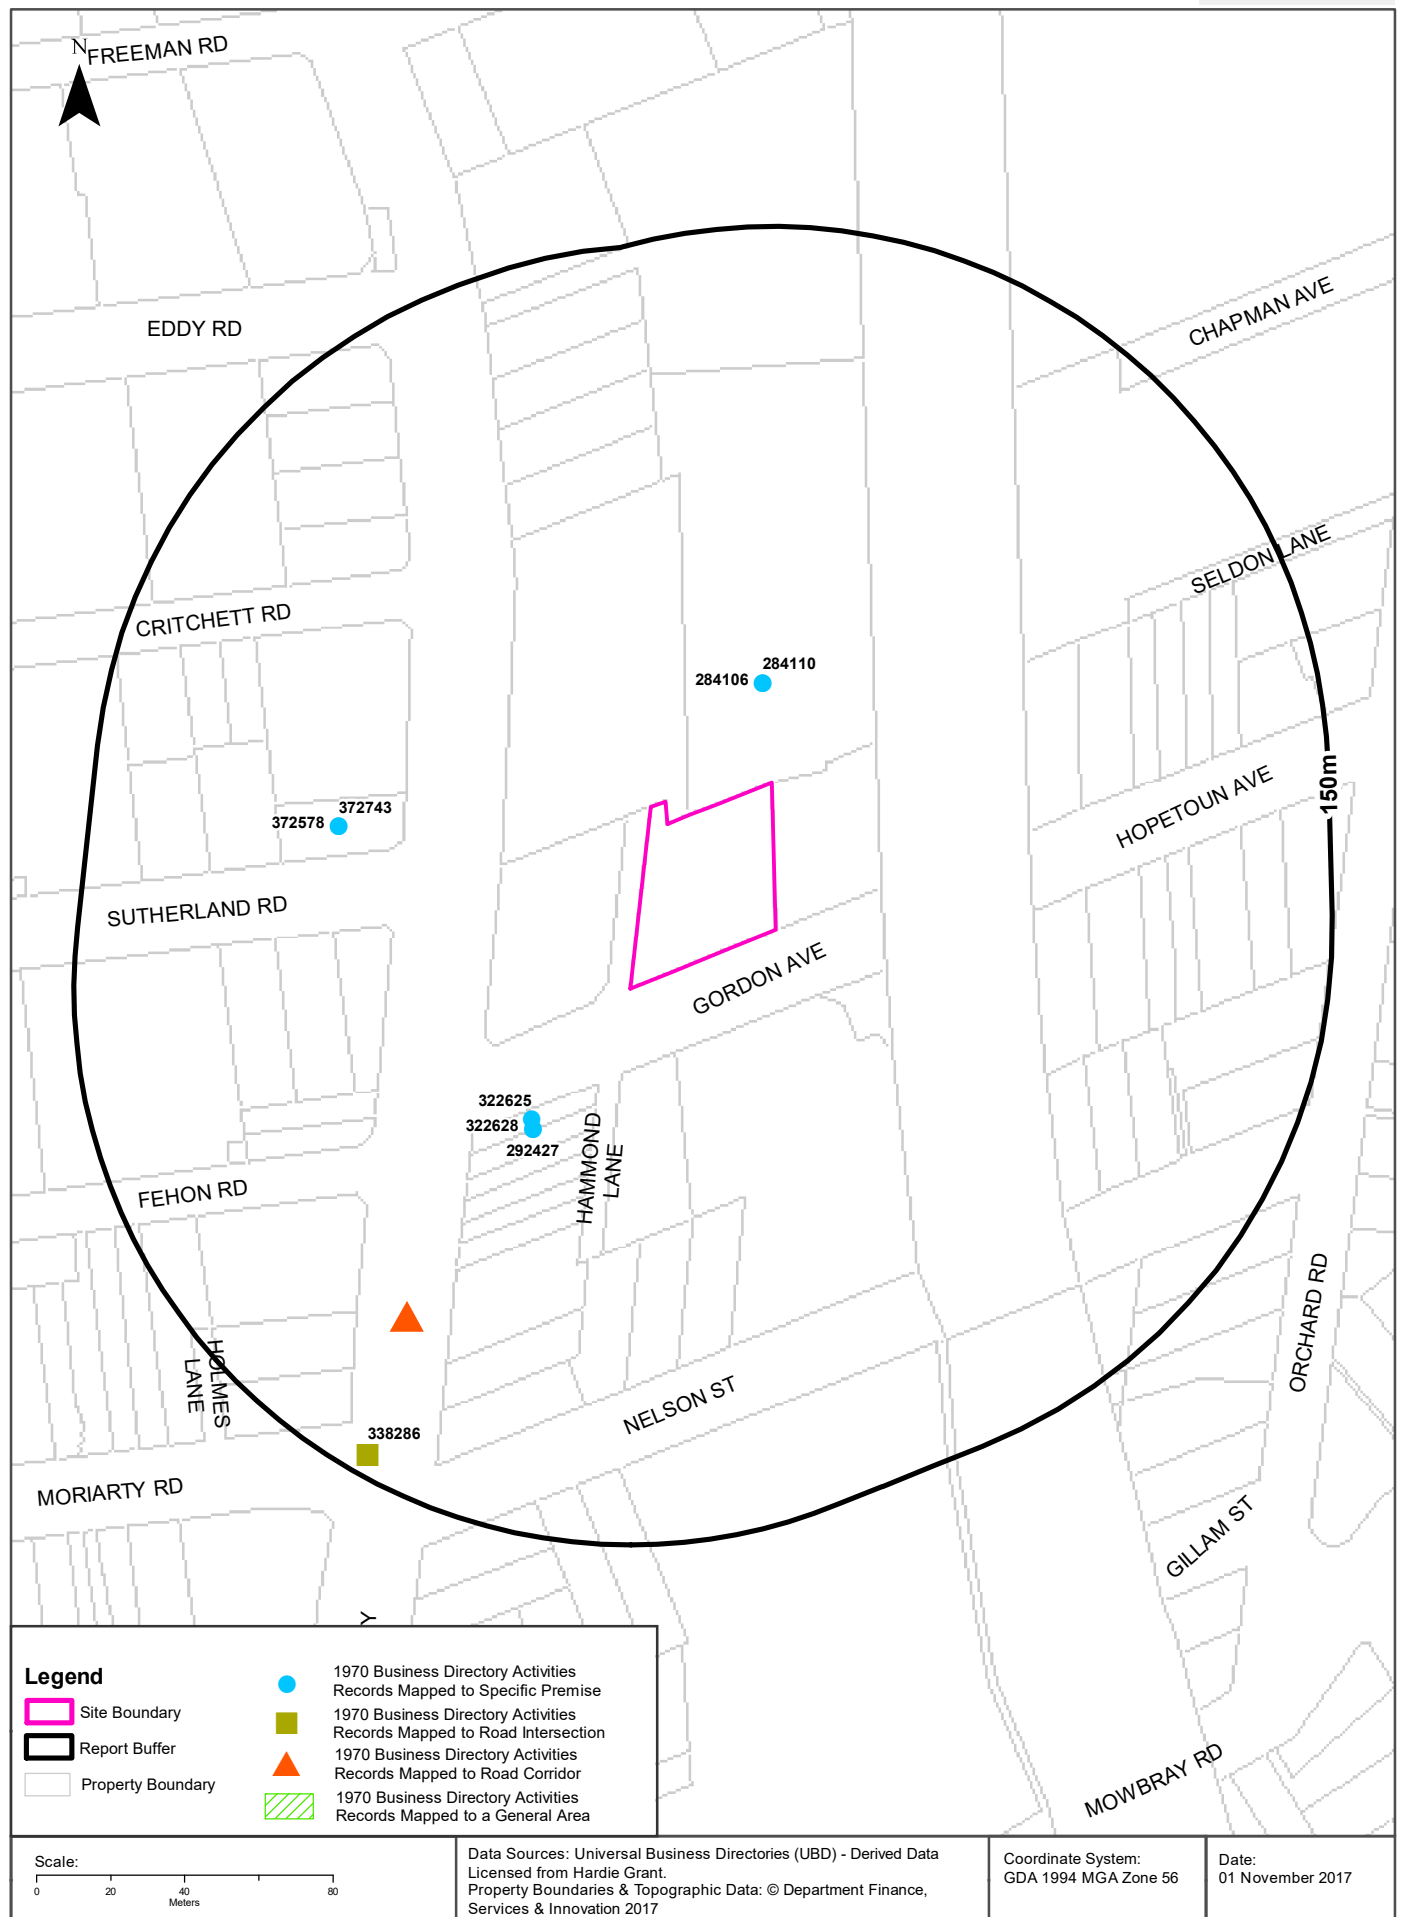 N
FREEMAN RD
EDDY RD
CHAPMAN AVE
SELDON LANE
CRITCHETT RD
284110
284106
150m
HOPETOUN AVE
372743
372578
SUTHERLAND RD
GORDON AVE
322625
322628
292427
HAMMOND
LANE
FEHON RD
ORCHARD RD
HOLMES
LANE
NELSON ST
338286
MORIARTY RD
GILLAM ST
Y
MOWBRAY RD
Legend
Site Boundary
Report Buffer
Property Boundary
1970 Business Directory Activities
Records Mapped to Specific Premise
1970 Business Directory Activities
Records Mapped to Road Intersection
1970 Business Directory Activities
Records Mapped to Road Corridor
1970 Business Directory Activities
Records Mapped to a General Area
Scale:
0 20 40 80
Meters
Data Sources: Universal Business Directories (UBD) - Derived Data
Licensed from Hardie Grant.
Property Boundaries & Topographic Data: © Department Finance,
Services & Innovation 2017
Coordinate System:
GDA 1994 MGA Zone 56
Date:
01 November 2017